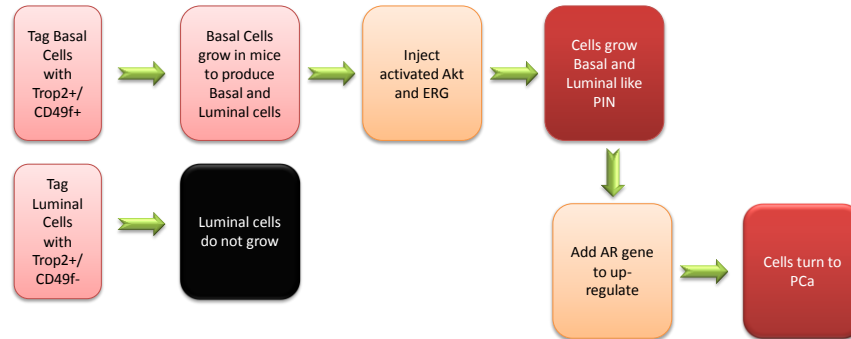 Tag Basal
Cells
with
Trop2+/
CD49f+
Basal Cells
grow in mice
to produce
Basal and
Luminal cells
Inject
activated Akt
and ERG
Cells grow
Basal and
Luminal like
PIN
Tag
Luminal
Cells
with
Trop2+/
CD49f-
Luminal cells
do not grow
Add AR gene
to up-
regulate
Cells turn to
PCa